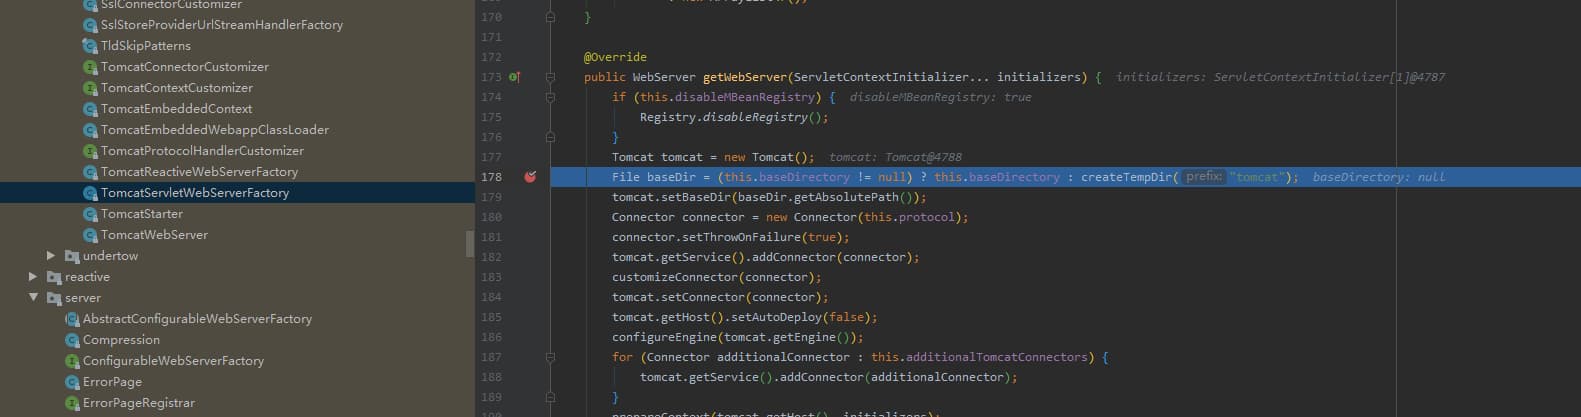 SslConnectorCustomizer
SslStoreProviderUrlStreamHandlerFactory
TldSkipPatterns
TomcatConnectorCustomizer
TomcatContextCustomizer
TomcatEmbeddedContext
TomcatEmbeddedWebappClassLoader
TomcatProtocolHandlerCustomizer
TomcatReactiveWebServerFactory
TomcatServletWebServerFactory
TomcatStarter
TomcatWebServer
undertow
reactive
server
AbstractConfigurableWebServerFactory
Compression
ConfigurableWebServerFactory
ErrorPage
ErrorPageRegistrar
170 }
171
172 @Override
173 public WebServer getWebServer(ServletContextInitializer... initializers) { initializers: ServletContextInitializer[1]@4787
174 if (this.disableMBeanRegistry) { disableMBeanRegistry: true
175 Registry.disableRegistry();
176 }
177 Tomcat tomcat = new Tomcat(); tomcat: Tomcat@4788
178 File baseDir = (this.baseDirectory != null) ? this.baseDirectory : createTempDir( prefix: "tomcat"); baseDirectory: null
179 tomcat.setBaseDir(baseDir.getAbsolutePath());
180 Connector connector = new Connector(this.protocol);
181 connector.setThrowOnFailure(true);
182 tomcat.getService().addConnector(connector);
183 customizeConnector(connector);
184 tomcat.setConnector(connector);
185 tomcat.getHost().setAutoDeploy(false);
186 configureEngine(tomcat.getEngine());
187 for (Connector additionalConnector : this.additionalTomcatConnectors) {
188 tomcat.getService().addConnector(additionalConnector);
189 }
prepareContext(tomcat.getHost(), initializers);